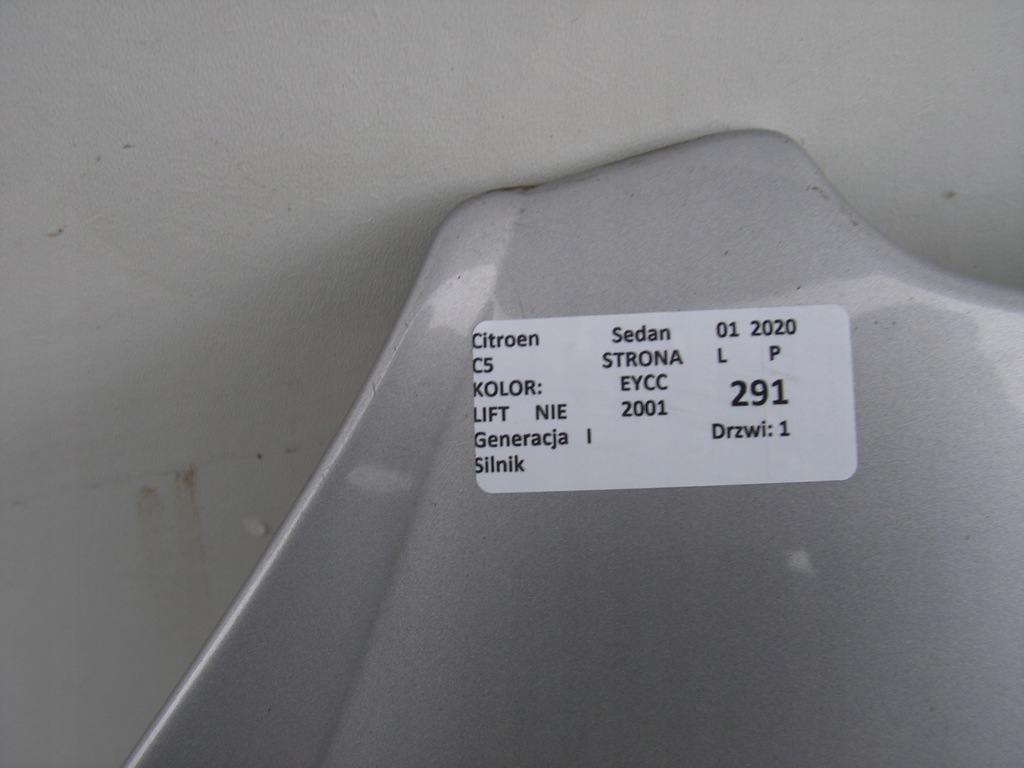 Citroen Sedan 01 2020
C5 STRONA L P
KOLOR: EYCC 291
LIFT NIE 2001
Generacja I Drzwi: 1
Silnik